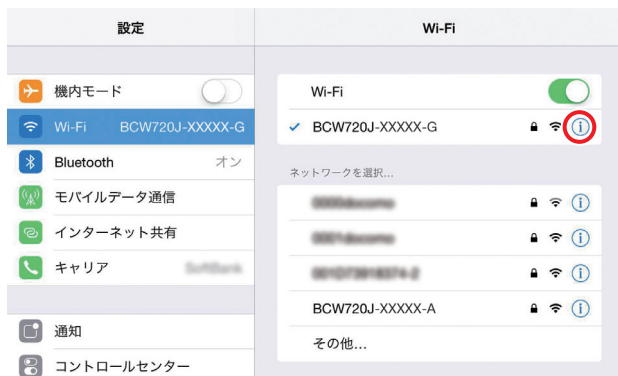 設定
機内モード
Wi-Fi BCW720J-XXXXX-G
Bluetooth オン
モバイルデータ通信
インターネット共有
キャリア
通知
コントロールセンター
Wi-Fi
Wi-Fi
BCW720J-XXXXX-G
ネットワークを選択...
BCW720J-XXXXX-A
その他...